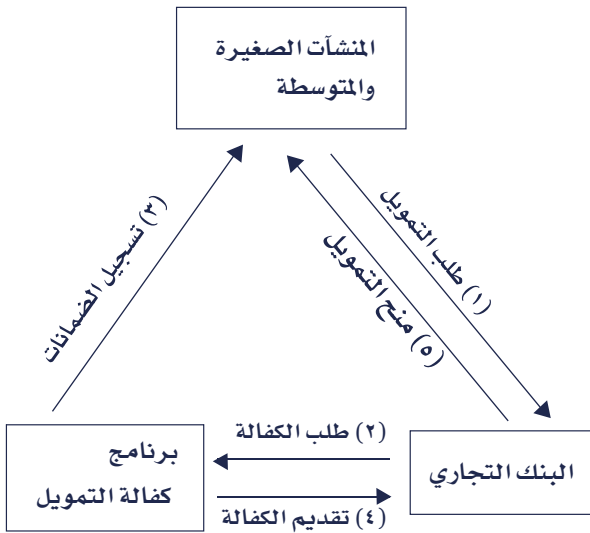 المنشآت الصغيرة
والمتوسطة
(١) طلب التمويل
(٥) منح التمويل
(٣) تسجيل الضمانات
(٢) طلب الكفالة
برنامج
كفالة التمويل
البنك التجاري
(٤) تقديم الكفالة